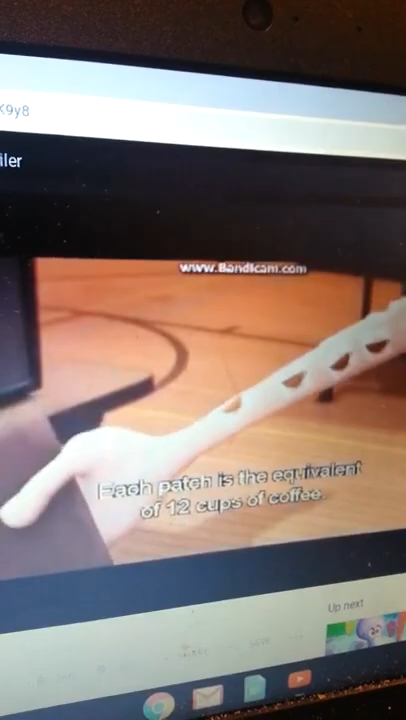 K9y8
iler
www.Bandicam.com
Each patch is the equivalent
of 12 cups of coffee.
Up next